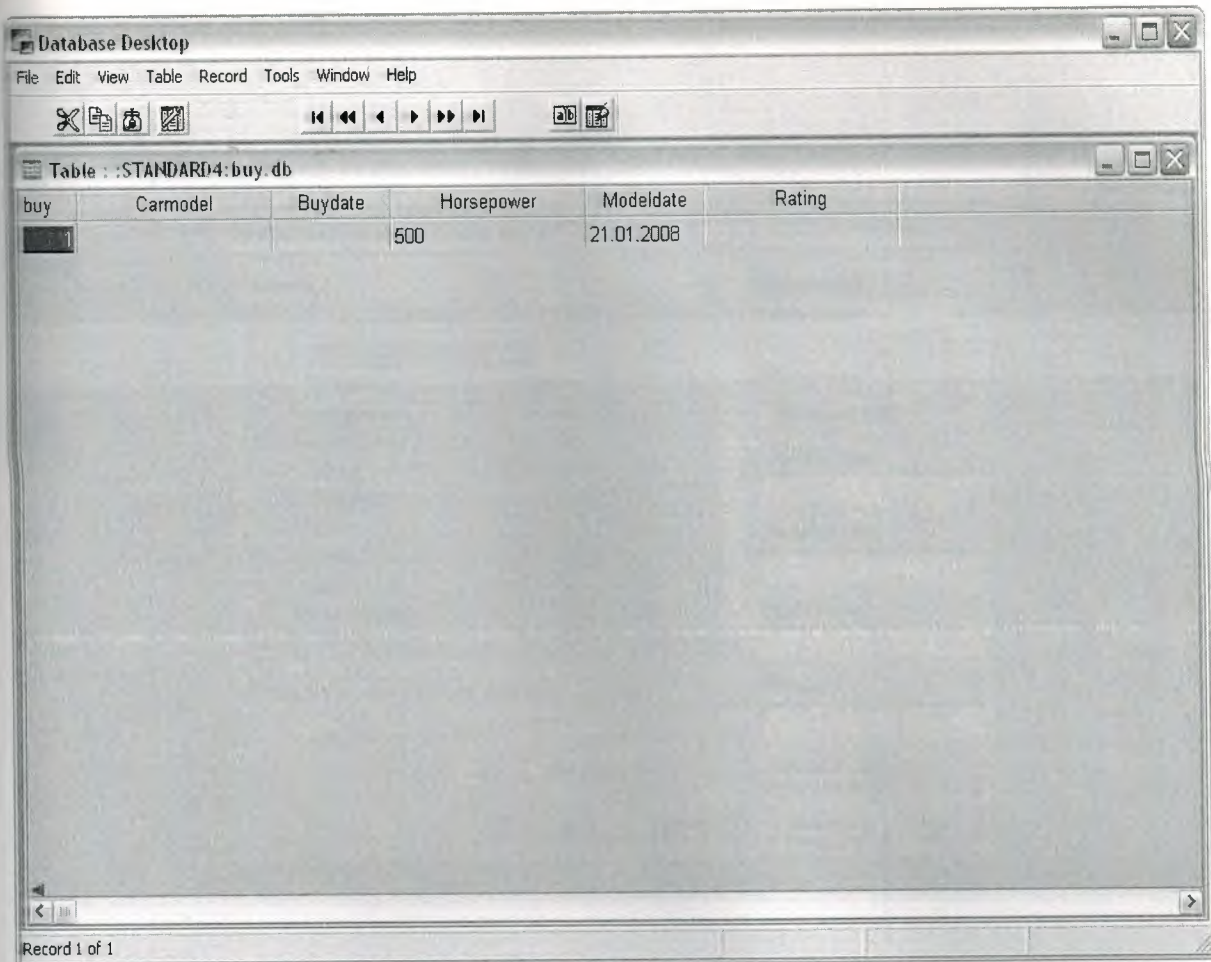 Database Desktop
File Edit View Table Record Tools Window Help
Table : :STANDARD4:buy.db
buy Carmodel Buydate Horsepower Modeldate Rating
1 500 21.01.2008
Record 1 of 1